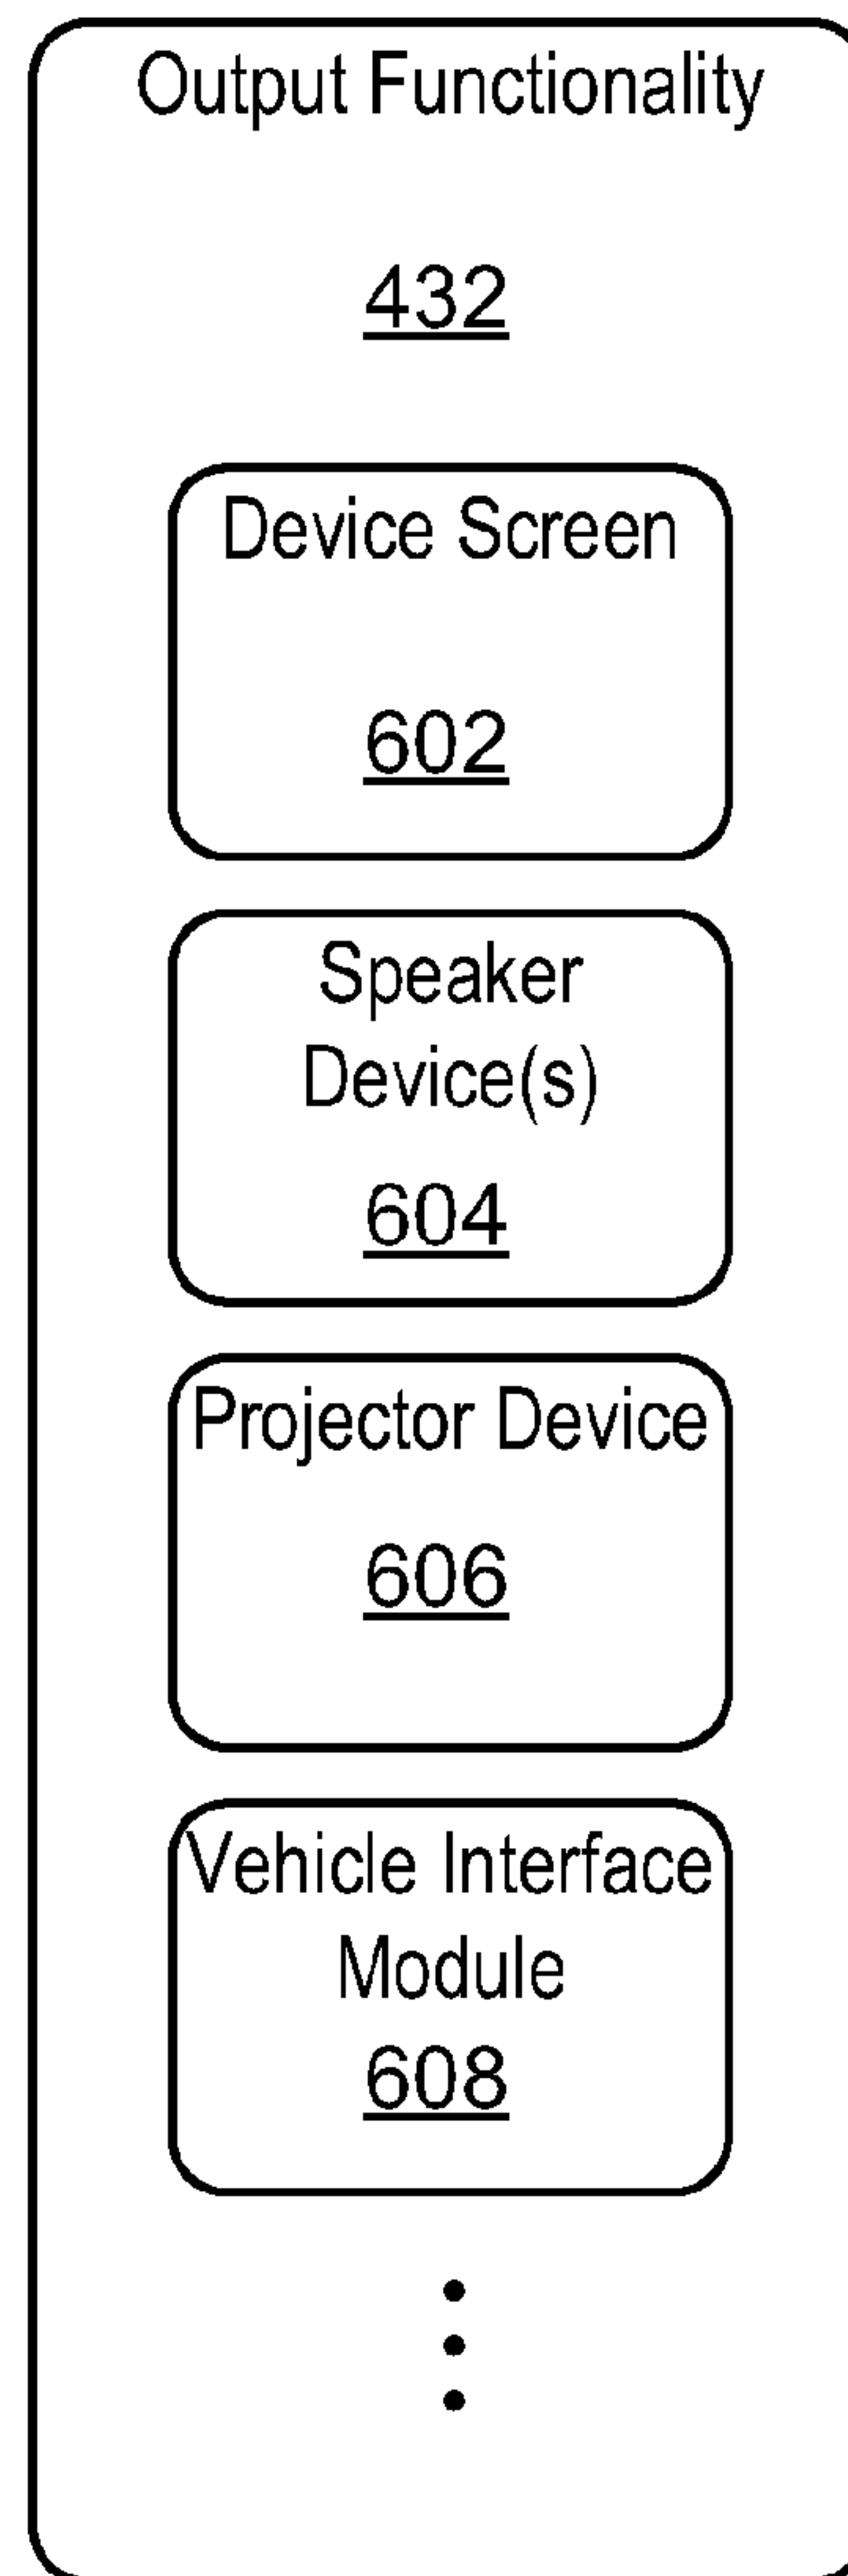 Output Functionality
432
Device Screen
602
Speaker
Device(s)
604
Projector Device
606
Vehicle Interface
Module
608